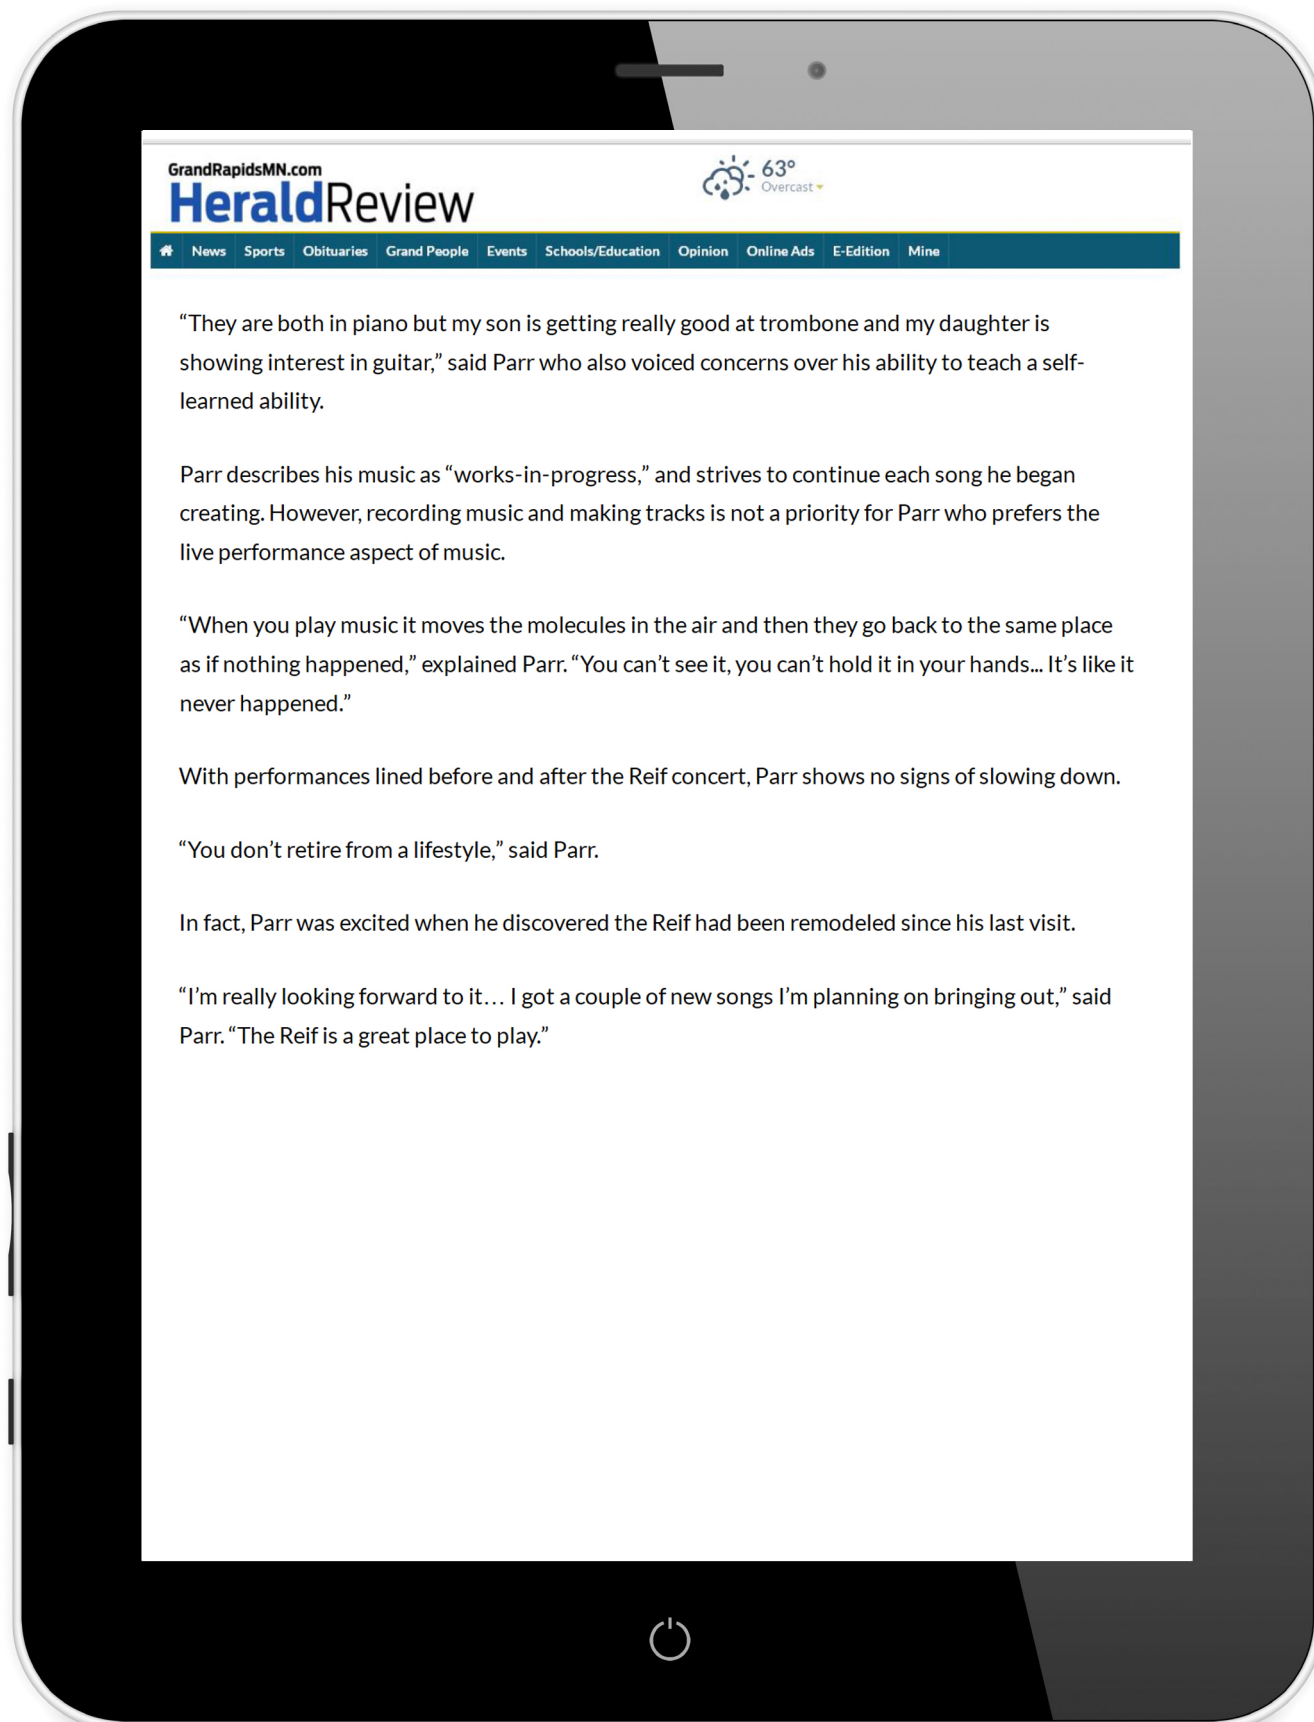 GrandRapidsMN.com
HeraldReview
63°
Overcast
News Sports Obituaries Grand People Events Schools/Education Opinion Online Ads E-Edition Mine
“They are both in piano but my son is getting really good at trombone and my daughter is
showing interest in guitar,” said Parr who also voiced concerns over his ability to teach a self-
learned ability.
Parr describes his music as “works-in-progress,” and strives to continue each song he began
creating. However, recording music and making tracks is not a priority for Parr who prefers the
live performance aspect of music.
“When you play music it moves the molecules in the air and then they go back to the same place
as if nothing happened,” explained Parr. “You can’t see it, you can’t hold it in your hands... It’s like it
never happened.”
With performances lined before and after the Reif concert, Parr shows no signs of slowing down.
“You don’t retire from a lifestyle,” said Parr.
In fact, Parr was excited when he discovered the Reif had been remodeled since his last visit.
“I’m really looking forward to it… I got a couple of new songs I’m planning on bringing out,” said
Parr. “The Reif is a great place to play.”